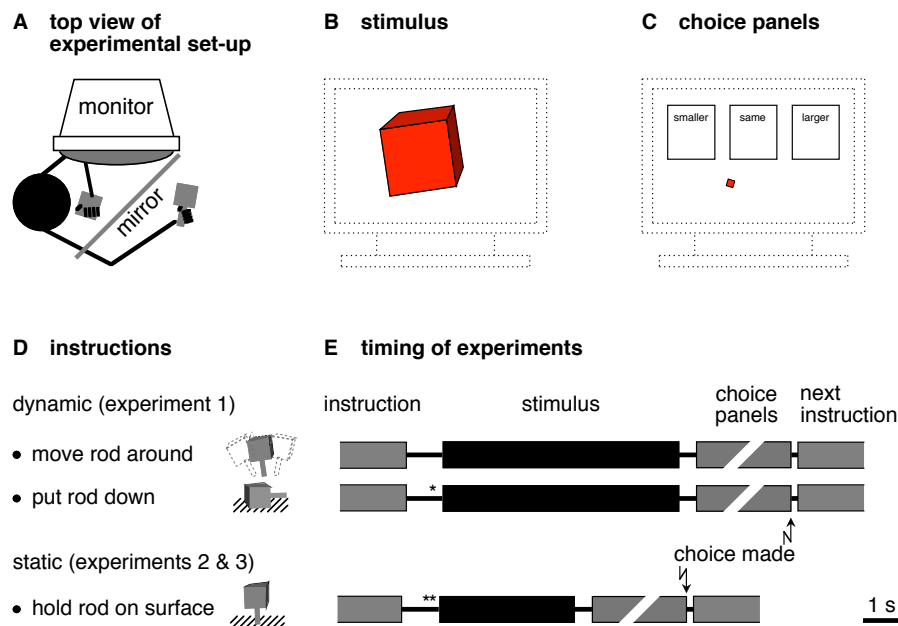 A top view of
experimental set-up
monitor
mirror
B stimulus
C choice panels
smaller same larger
D instructions
dynamic (experiment 1)
• move rod around
• put rod down
static (experiments 2 & 3)
• hold rod on surface
E timing of experiments
instruction stimulus choice
panels next
instruction
*
choice made
**
1 s